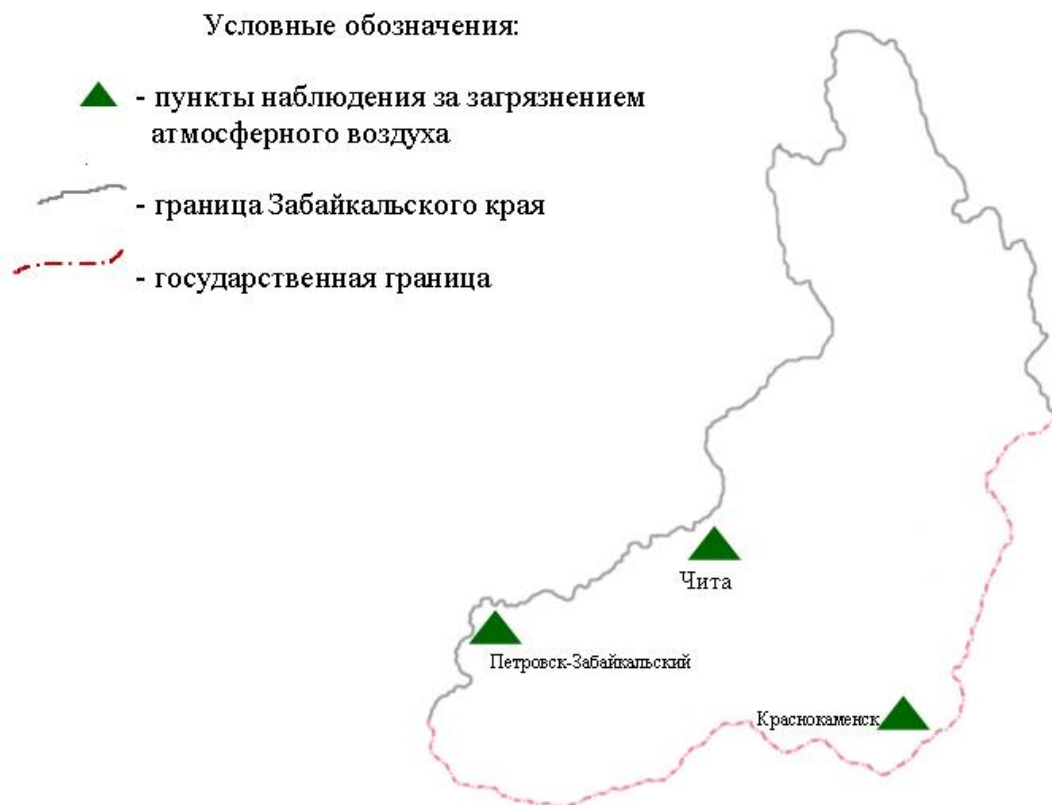 Условные обозначения:
- пункты наблюдения за загрязнением
атмосферного воздуха
- граница Забайкальского края
- государственная граница
Чита
Петровск-Забайкальский
Краснокаменск